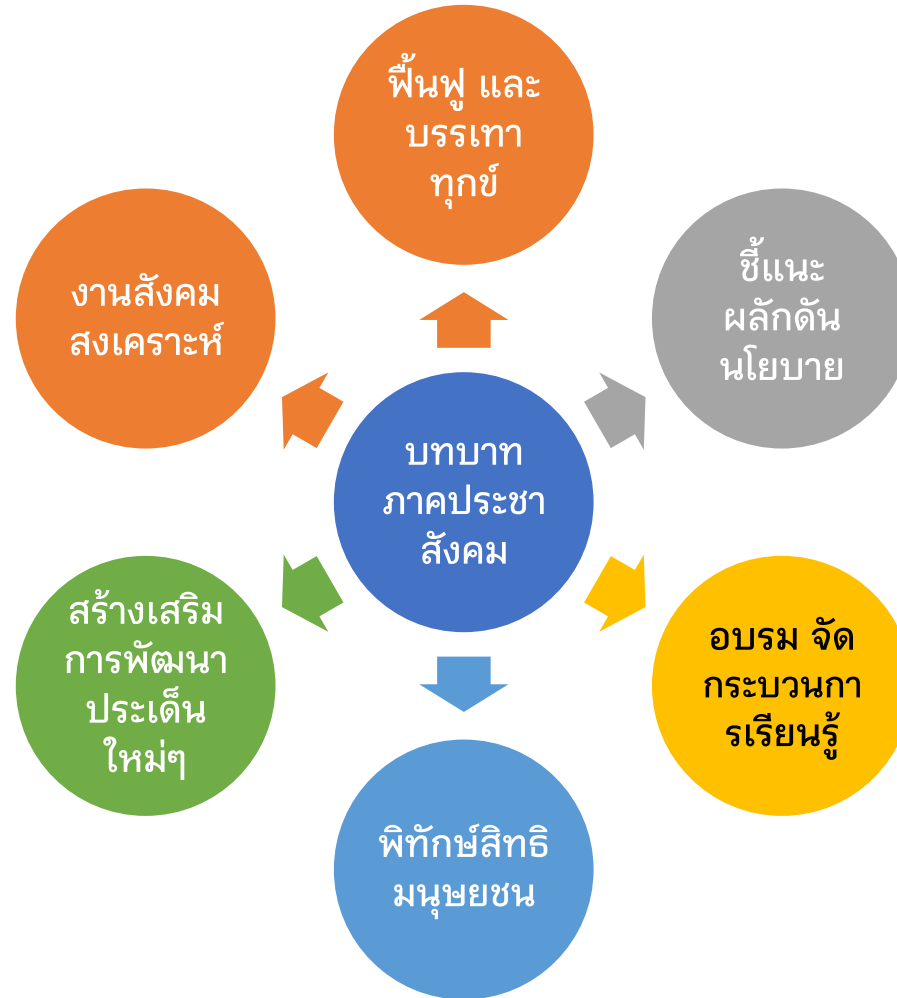 ฟื้นฟู และ
บรรเทา
ทุกข์
งานสังคม
สงเคราะห์
ชี้แนะ
ผลักดัน
นโยบาย
บทบาท
ภาคประชา
สังคม
สร้างเสริม
การพัฒนา
ประเด็น
ใหม่ๆ
อบรม จัด
กระบวนกา
รเรียนรู้
พิทักษ์สิทธิ
มนุษยชน